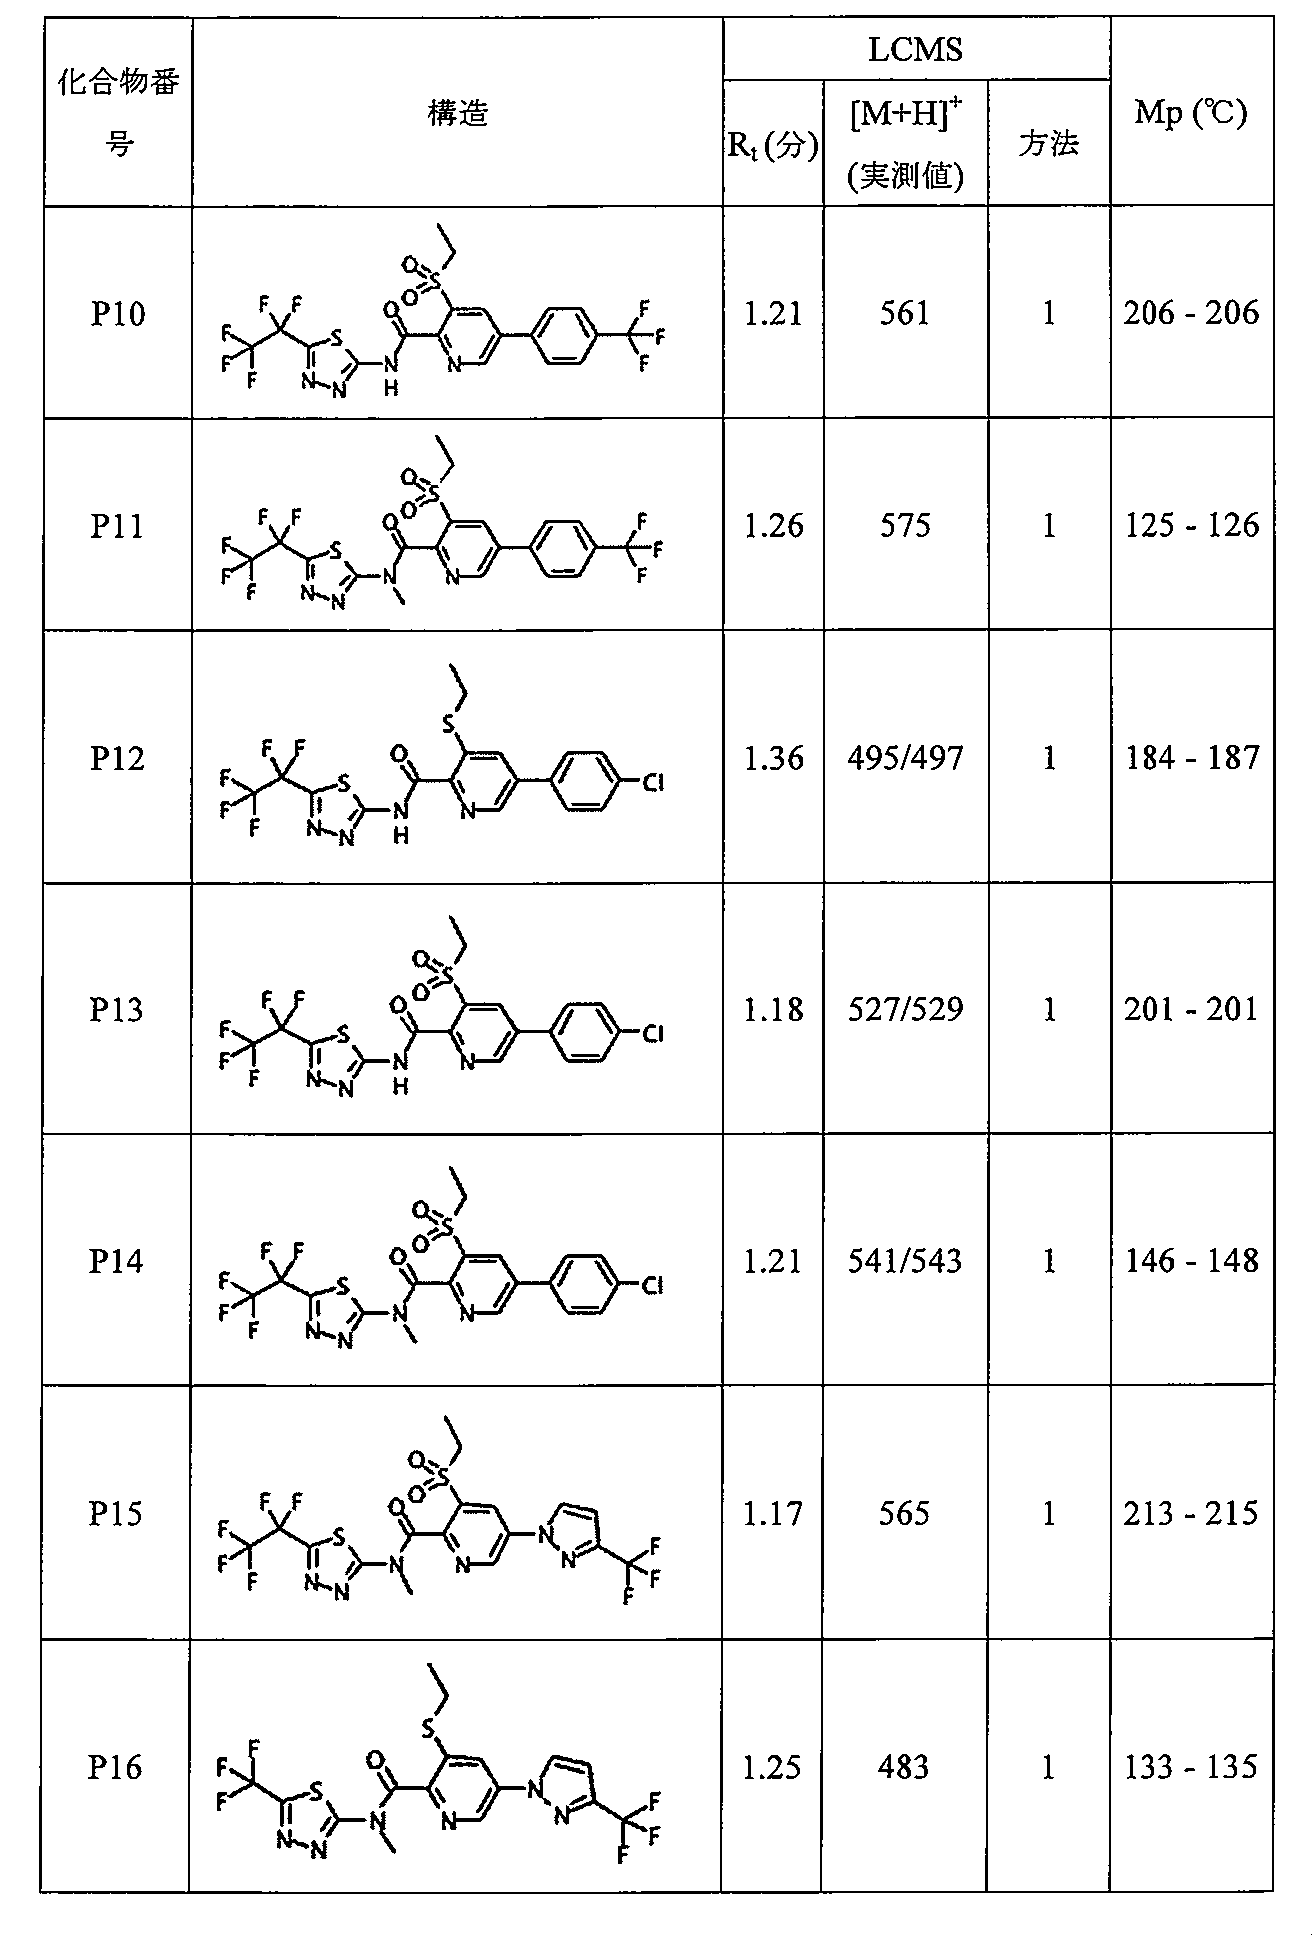 化合物番号
構造
LCMS
Rt (分)
[M+H]+
(実測値)
方法
Mp (℃)
P10
F F
F
F
F
S
N
N
O
N
H
O
O
S
N
F
F
F
1.21
561
1
206 - 206
P11
F F
F
F
F
S
N
N
O
N
O
O
S
N
F
F
F
1.26
575
1
125 - 126
P12
F F
F
F
F
S
N
N
O
N
H
S
N
Cl
1.36
495/497
1
184 - 187
P13
F F
F
F
F
S
N
N
O
N
H
O
O
S
N
Cl
1.18
527/529
1
201 - 201
P14
F F
F
F
F
S
N
N
O
N
O
O
S
N
Cl
1.21
541/543
1
146 - 148
P15
F F
F
F
F
S
N
N
O
N
O
O
S
N
N
N
F
F
F
1.17
565
1
213 - 215
P16
F
F
F
S
N
N
O
N
S
N
N
N
F
F
F
1.25
483
1
133 - 135